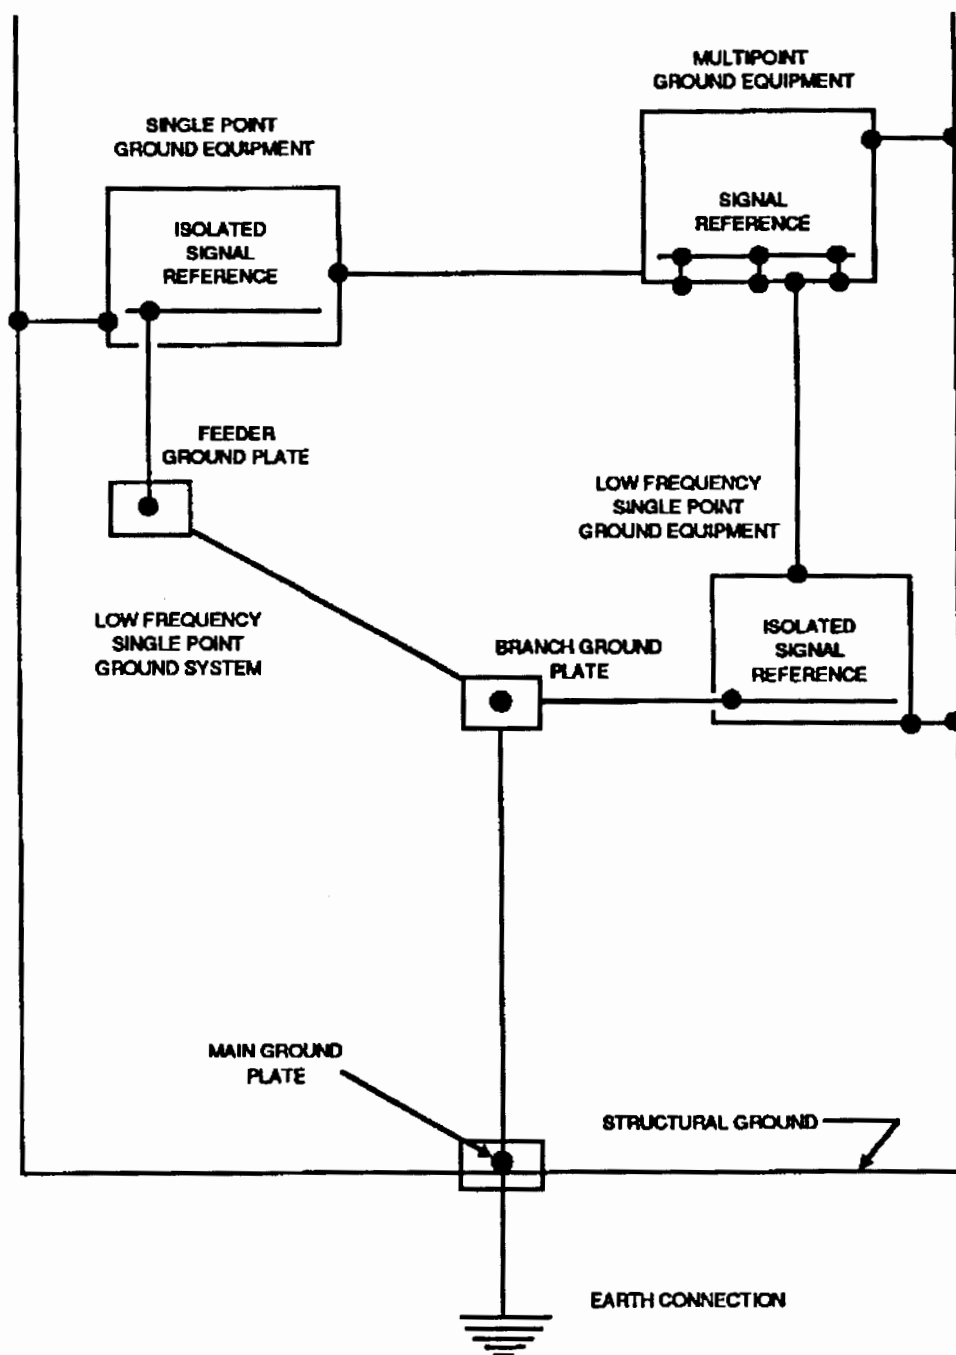 MULTIPOINT
GROUND EQUIPMENT
SINGLE POINT
GROUND EQUIPMENT
ISOLATED
SIGNAL
REFERENCE
SIGNAL
REFERENCE
FEEDER
GROUND PLATE
LOW FREQUENCY
SINGLE POINT
GROUND EQUIPMENT
LOW FREQUENCY
SINGLE POINT
GROUND SYSTEM
BRANCH GROUND
PLATE
ISOLATED
SIGNAL
REFERENCE
MAIN GROUND
PLATE
STRUCTURAL GROUND
EARTH CONNECTION